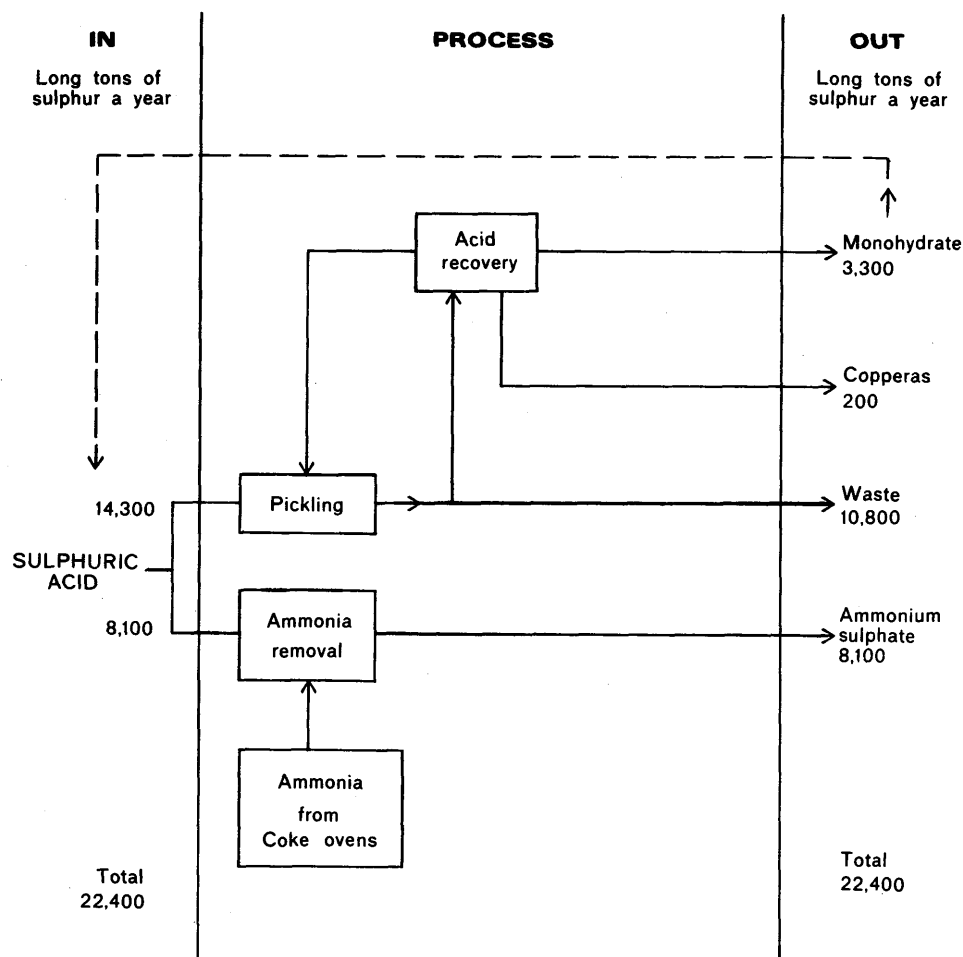 IN
Long tons of
sulphur a year
PROCESS
OUT
Long tons of
sulphur a year
Acid
recovery
Monohydrate
3,300
Copperas
200
14,300
Pickling
Waste
10,800
SULPHURIC
ACID
8,100
Ammonia
removal
Ammonium
sulphate
8,100
Ammonia
from
Coke ovens
Total
22,400
Total
22,400